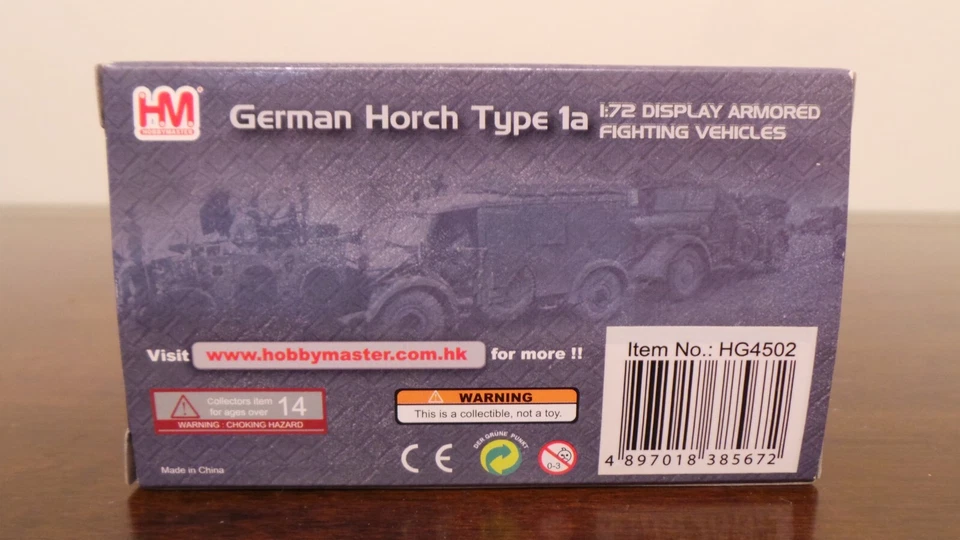 HM
HOBBYMASTER
German Horch Type 1a
1:72 DISPLAY ARMORED
FIGHTING VEHICLES
Visit www.hobbymaster.com.hk for more !!
Item No.: HG4502
Collectors item
for ages over 14
WARNING : CHOKING HAZARD
WARNING
This is a collectible, not a toy.
CE
DER GRÜNE PUNKT
0-3
4 897018 385672
Made in China